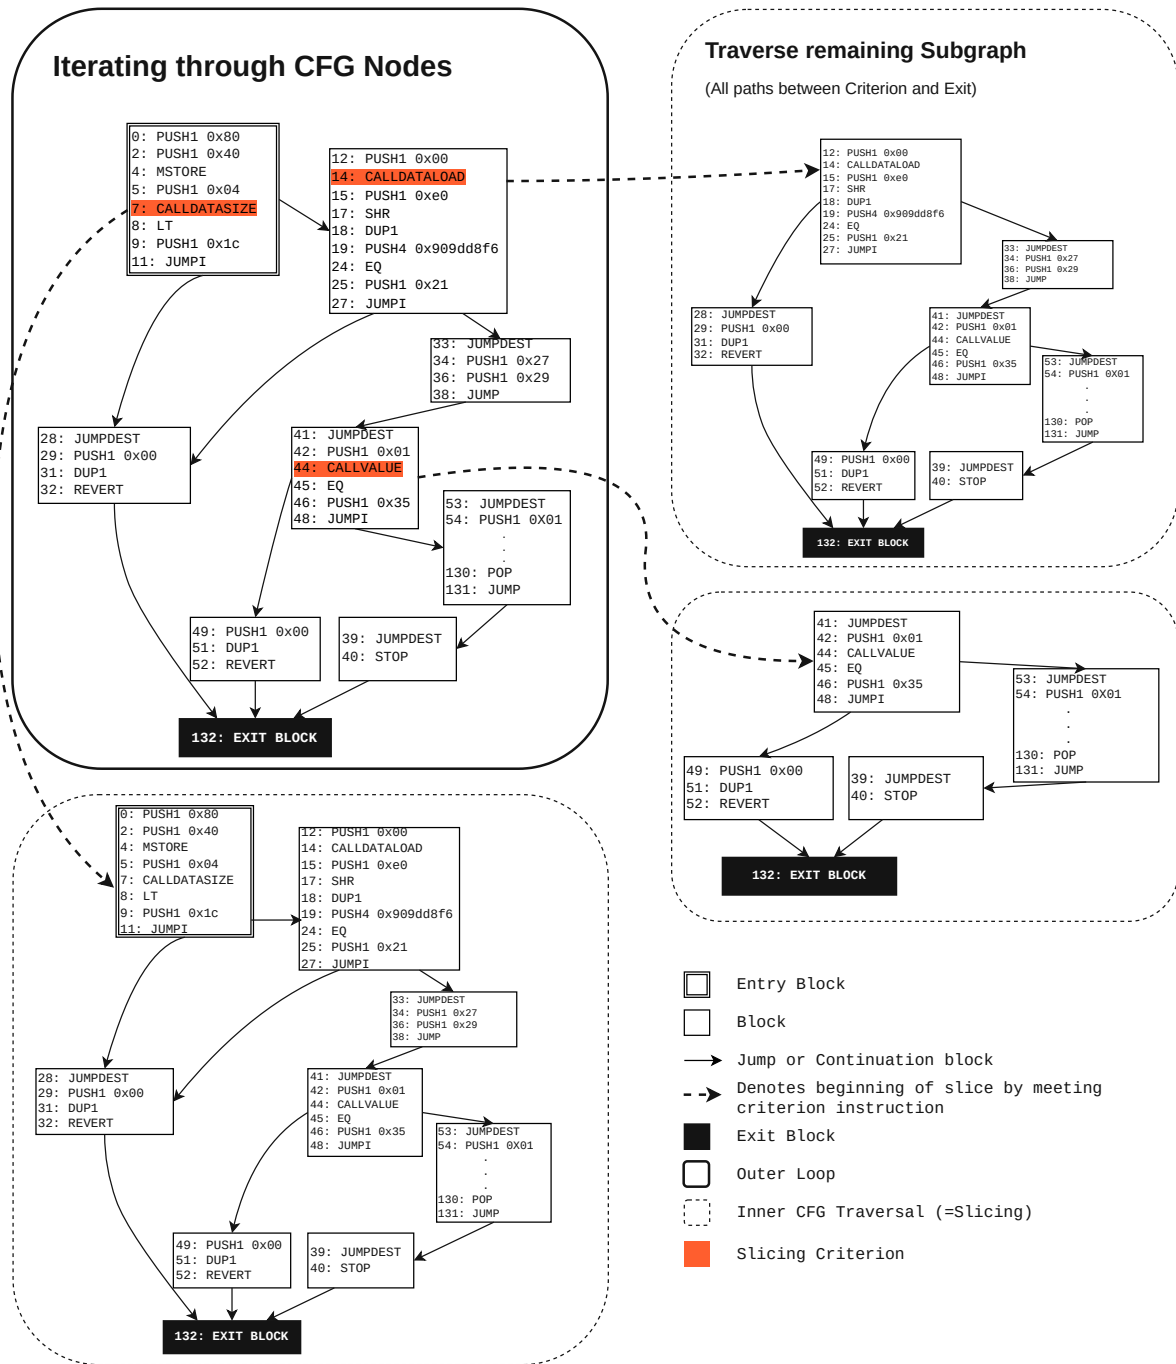 Iterating through CFG Nodes
0: PUSH1 0x80
2: PUSH1 0x40
4: MSTORE
5: PUSH1 0x04
7: CALLDATASIZE
8: LT
9: PUSH1 0x1c
11: JUMPI
12: PUSH1 0x00
14: CALLDATALOAD
15: PUSH1 0xe0
17: SHR
18: DUP1
19: PUSH4 0x909dd8f6
24: EQ
25: PUSH1 0x21
27: JUMPI
33: JUMPDEST
34: PUSH1 0x27
36: PUSH1 0x29
38: JUMP
28: JUMPDEST
29: PUSH1 0x00
31: DUP1
32: REVERT
41: JUMPDEST
42: PUSH1 0x01
44: CALLVALUE
45: EQ
46: PUSH1 0x35
48: JUMPI
53: JUMPDEST
54: PUSH1 0X01
.
.
.
130: POP
131: JUMP
49: PUSH1 0x00
51: DUP1
52: REVERT
39: JUMPDEST
40: STOP
132: EXIT BLOCK
Traverse remaining Subgraph
(All paths between Criterion and Exit)
12: PUSH1 0x00
14: CALLDATALOAD
15: PUSH1 0xe0
17: SHR
18: DUP1
19: PUSH4 0x909dd8f6
24: EQ
25: PUSH1 0x21
27: JUMPI
33: JUMPDEST
34: PUSH1 0x27
36: PUSH1 0x29
38: JUMP
28: JUMPDEST
29: PUSH1 0x00
31: DUP1
32: REVERT
41: JUMPDEST
42: PUSH1 0x01
44: CALLVALUE
45: EQ
46: PUSH1 0x35
48: JUMPI
53: JUMPDEST
54: PUSH1 0X01
.
.
.
130: POP
131: JUMP
49: PUSH1 0x00
51: DUP1
52: REVERT
39: JUMPDEST
40: STOP
132: EXIT BLOCK
41: JUMPDEST
42: PUSH1 0x01
44: CALLVALUE
45: EQ
46: PUSH1 0x35
48: JUMPI
53: JUMPDEST
54: PUSH1 0X01
.
.
.
130: POP
131: JUMP
49: PUSH1 0x00
51: DUP1
52: REVERT
39: JUMPDEST
40: STOP
132: EXIT BLOCK
0: PUSH1 0x80
2: PUSH1 0x40
4: MSTORE
5: PUSH1 0x04
7: CALLDATASIZE
8: LT
9: PUSH1 0x1c
11: JUMPI
12: PUSH1 0x00
14: CALLDATALOAD
15: PUSH1 0xe0
17: SHR
18: DUP1
19: PUSH4 0x909dd8f6
24: EQ
25: PUSH1 0x21
27: JUMPI
33: JUMPDEST
34: PUSH1 0x27
36: PUSH1 0x29
38: JUMP
28: JUMPDEST
29: PUSH1 0x00
31: DUP1
32: REVERT
41: JUMPDEST
42: PUSH1 0x01
44: CALLVALUE
45: EQ
46: PUSH1 0x35
48: JUMPI
53: JUMPDEST
54: PUSH1 0X01
.
.
.
130: POP
131: JUMP
49: PUSH1 0x00
51: DUP1
52: REVERT
39: JUMPDEST
40: STOP
132: EXIT BLOCK
Entry Block
Block
Jump or Continuation block
Denotes beginning of slice by meeting
criterion instruction
Exit Block
Outer Loop
Inner CFG Traversal (=Slicing)
Slicing Criterion